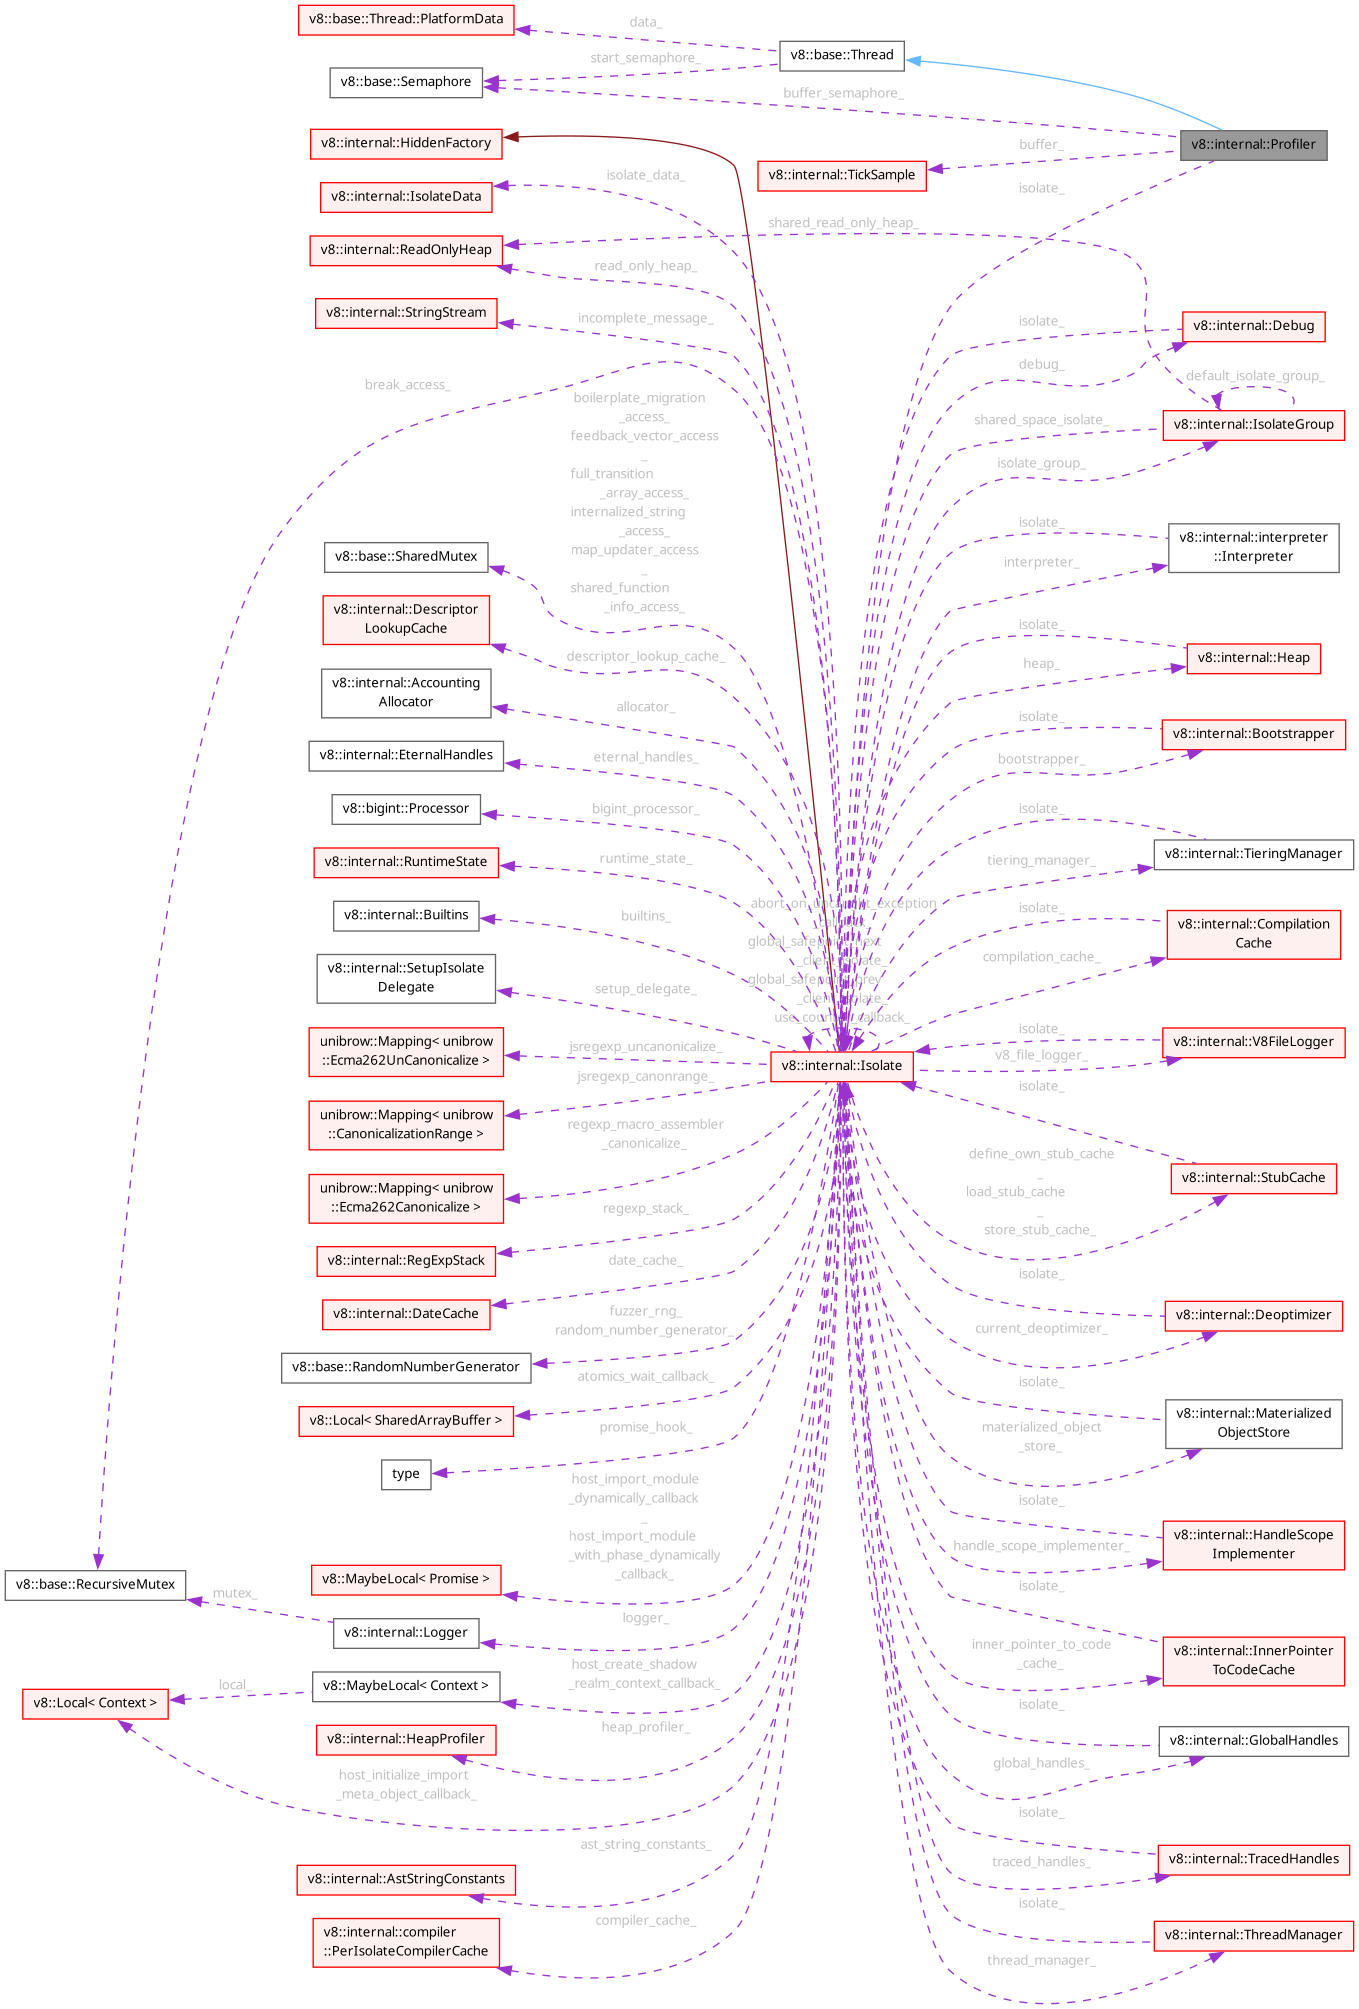 v8::base::Thread::PlatformData
data_
v8::base::Thread
start_semaphore_
v8::base::Semaphore
buffer_semaphore_
v8::internal::HiddenFactory
v8::internal::Profiler
buffer_
v8::internal::TickSample
isolate_data_
isolate_
v8::internal::IsolateData
shared_read_only_heap_
v8::internal::ReadOnlyHeap
read_only_heap_
v8::internal::StringStream
incomplete_message_
isolate_
v8::internal::Debug
debug_
default_isolate_group_
break_access_
boilerplate_migration
_access_
feedback_vector_access
_
full_transition
_array_access_
internalized_string
_access_
map_updater_access
_
shared_function
_info_access_
shared_space_isolate_
v8::internal::IsolateGroup
isolate_group_
isolate_
v8::internal::interpreter
::Interpreter
interpreter_
v8::base::SharedMutex
v8::internal::Descriptor
LookupCache
descriptor_lookup_cache_
isolate_
v8::internal::Heap
heap_
v8::internal::Accounting
Allocator
allocator_
isolate_
v8::internal::Bootstrapper
bootstrapper_
v8::internal::EternalHandles
eternal_handles_
v8::bigint::Processor
bigint_processor_
isolate_
v8::internal::TieringManager
tiering_manager_
v8::internal::RuntimeState
runtime_state_
v8::internal::Builtins
builtins_
abort_on_uncaught_exception
_callback_
global_safepoint_next
_client_isolate_
global_safepoint_prev
_client_isolate_
use_counter_callback_
isolate_
v8::internal::Compilation
Cache
compilation_cache_
v8::internal::SetupIsolate
Delegate
setup_delegate_
unibrow::Mapping< unibrow
::Ecma262UnCanonicalize >
jsregexp_uncanonicalize_
v8::internal::Isolate
isolate_
v8::internal::V8FileLogger
v8_file_logger_
unibrow::Mapping< unibrow
::CanonicalizationRange >
jsregexp_canonrange_
isolate_
regexp_macro_assembler
_canonicalize_
unibrow::Mapping< unibrow
::Ecma262Canonicalize >
define_own_stub_cache
_
load_stub_cache
_
store_stub_cache_
v8::internal::StubCache
regexp_stack_
v8::internal::RegExpStack
date_cache_
v8::internal::DateCache
isolate_
v8::internal::Deoptimizer
current_deoptimizer_
fuzzer_rng_
random_number_generator_
v8::base::RandomNumberGenerator
atomics_wait_callback_
v8::Local< SharedArrayBuffer >
isolate_
v8::internal::Materialized
ObjectStore
materialized_object
_store_
promise_hook_
type
host_import_module
_dynamically_callback
_
host_import_module
_with_phase_dynamically
_callback_
isolate_
v8::internal::HandleScope
Implementer
handle_scope_implementer_
v8::MaybeLocal< Promise >
v8::base::RecursiveMutex
mutex_
v8::internal::Logger
logger_
isolate_
v8::internal::InnerPointer
ToCodeCache
inner_pointer_to_code
_cache_
v8::Local< Context >
local_
v8::MaybeLocal< Context >
host_create_shadow
_realm_context_callback_
isolate_
v8::internal::GlobalHandles
global_handles_
v8::internal::HeapProfiler
heap_profiler_
host_initialize_import
_meta_object_callback_
isolate_
v8::internal::TracedHandles
traced_handles_
ast_string_constants_
v8::internal::AstStringConstants
isolate_
v8::internal::ThreadManager
thread_manager_
compiler_cache_
v8::internal::compiler
::PerIsolateCompilerCache